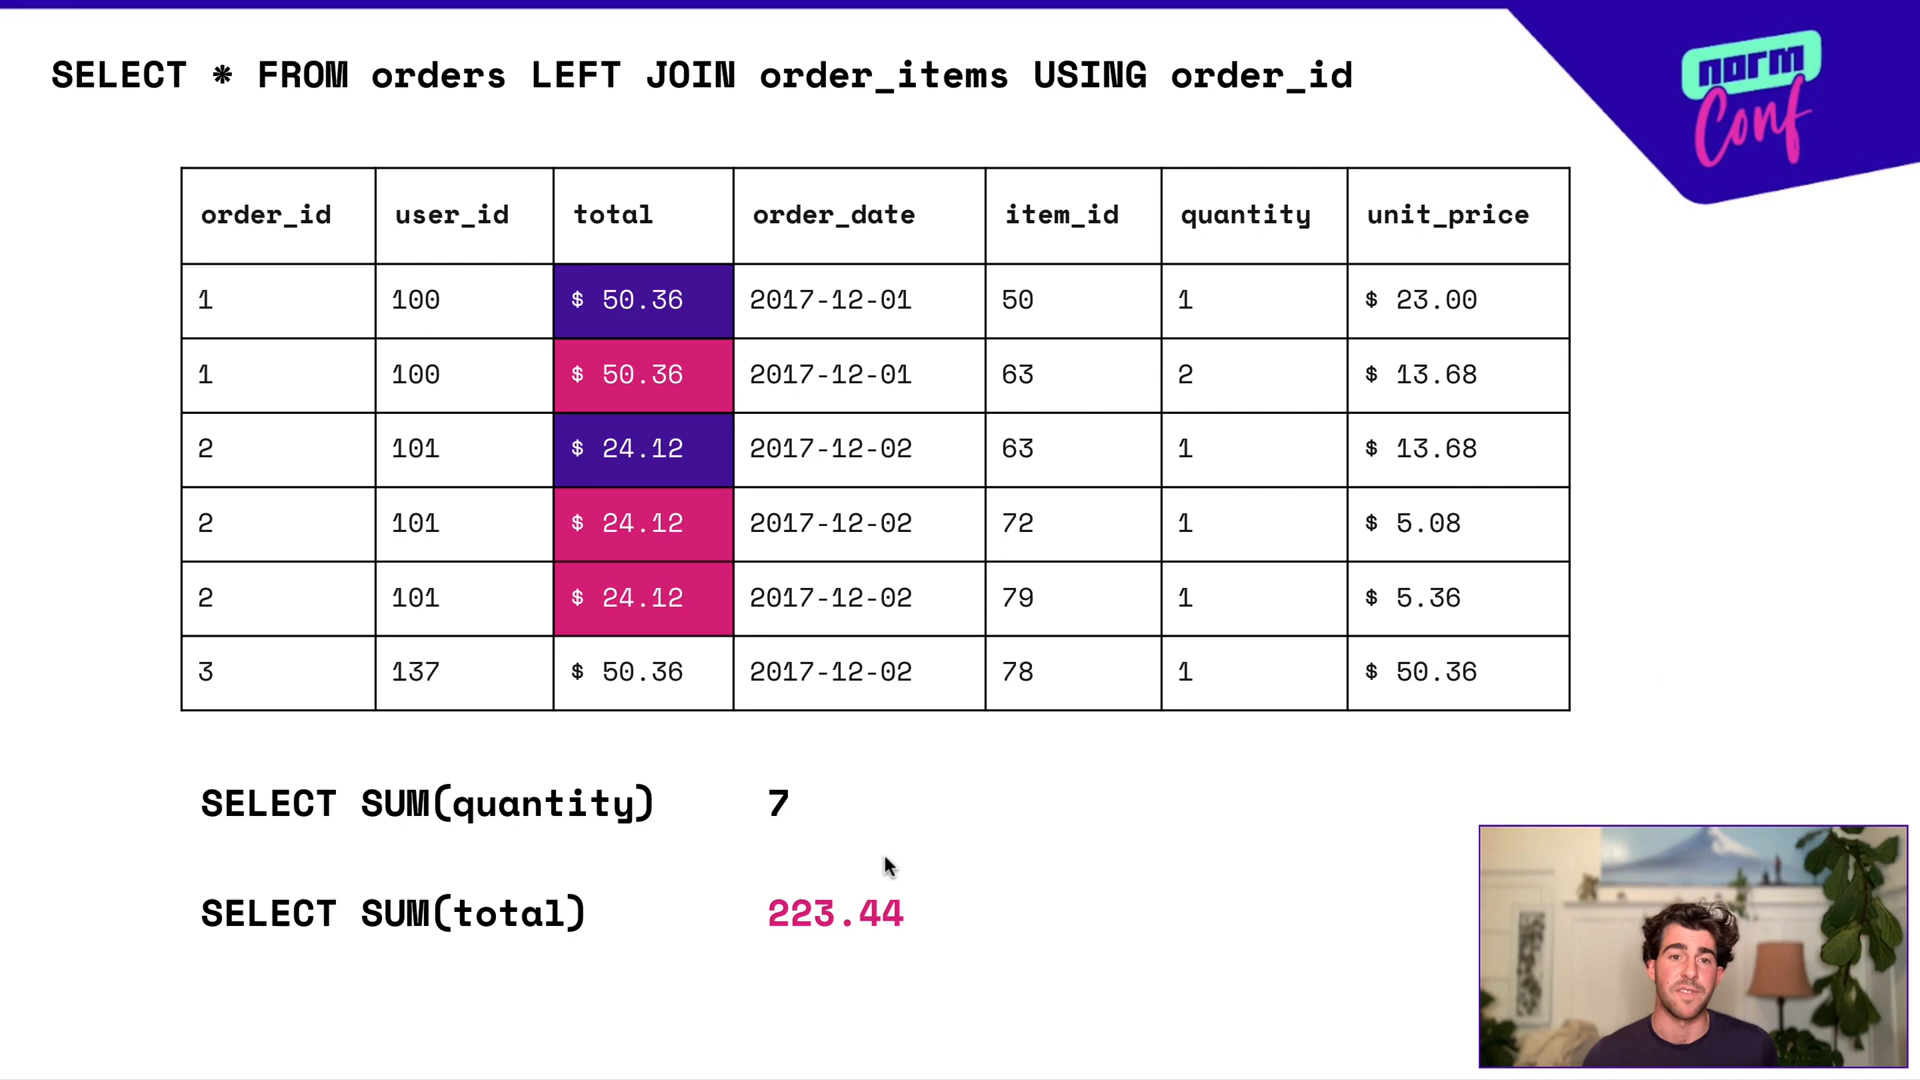 SELECT * FROM orders LEFT JOIN order_items USING order_id
norm
Conf
order_id user_id total order_date item_id quantity unit_price
1 100 $ 50.36 2017-12-01 50 1 $ 23.00
1 100 $ 50.36 2017-12-01 63 2 $ 13.68
2 101 $ 24.12 2017-12-02 63 1 $ 13.68
2 101 $ 24.12 2017-12-02 72 1 $ 5.08
2 101 $ 24.12 2017-12-02 79 1 $ 5.36
3 137 $ 50.36 2017-12-02 78 1 $ 50.36
SELECT SUM(quantity) 7
SELECT SUM(total) 223.44